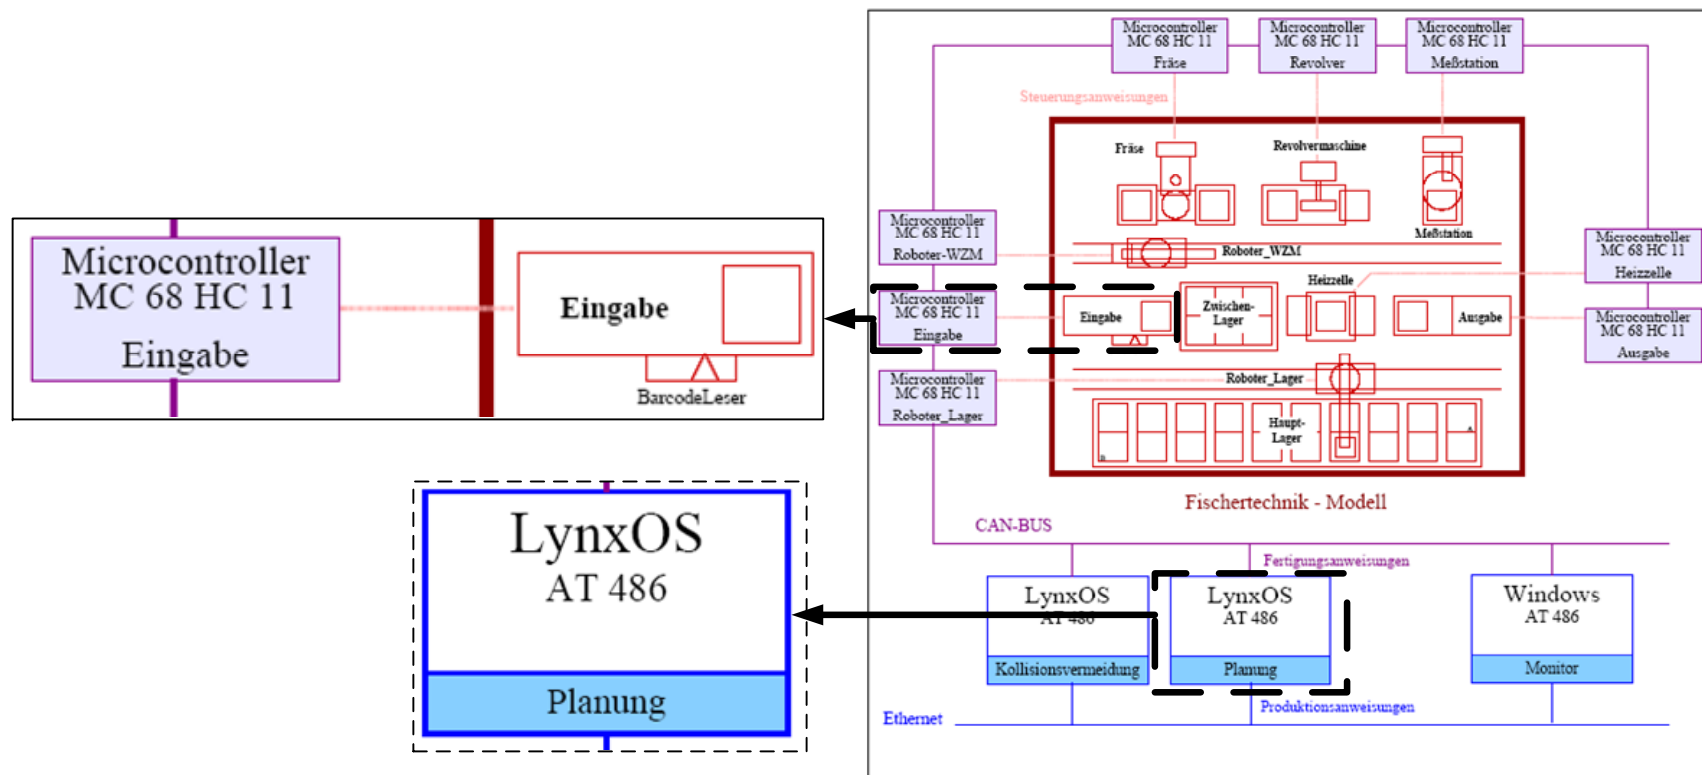 Microcontroller
MC 68 HC 11
Eingabe
Eingabe
BarcodeLeser
LynxOS
AT 486
Planung
Microcontroller
MC 68 HC 11
Fräse
Microcontroller
MC 68 HC 11
Revolver
Microcontroller
MC 68 HC 11
Meßstation
Steuerungsanweisungen
Fräse
Revolvermaschine
Meßstation
Microcontroller
MC 68 HC 11
Roboter-WZM
Roboter_WZM
Microcontroller
MC 68 HC 11
Heizzelle
Heizzelle
Microcontroller
MC 68 HC 11
Eingabe
Eingabe
Zwischen-
Lager
Ausgabe
Microcontroller
MC 68 HC 11
Ausgabe
Microcontroller
MC 68 HC 11
Roboter_Lager
Roboter_Lager
Haupt-
Lager
A
B
Fischertechnik - Modell
CAN-BUS
Fertigungsanweisungen
LynxOS
AT 486
Kollisionsvermeidung
LynxOS
AT 486
Planung
Windows
AT 486
Monitor
Produktionsanweisungen
Ethernet